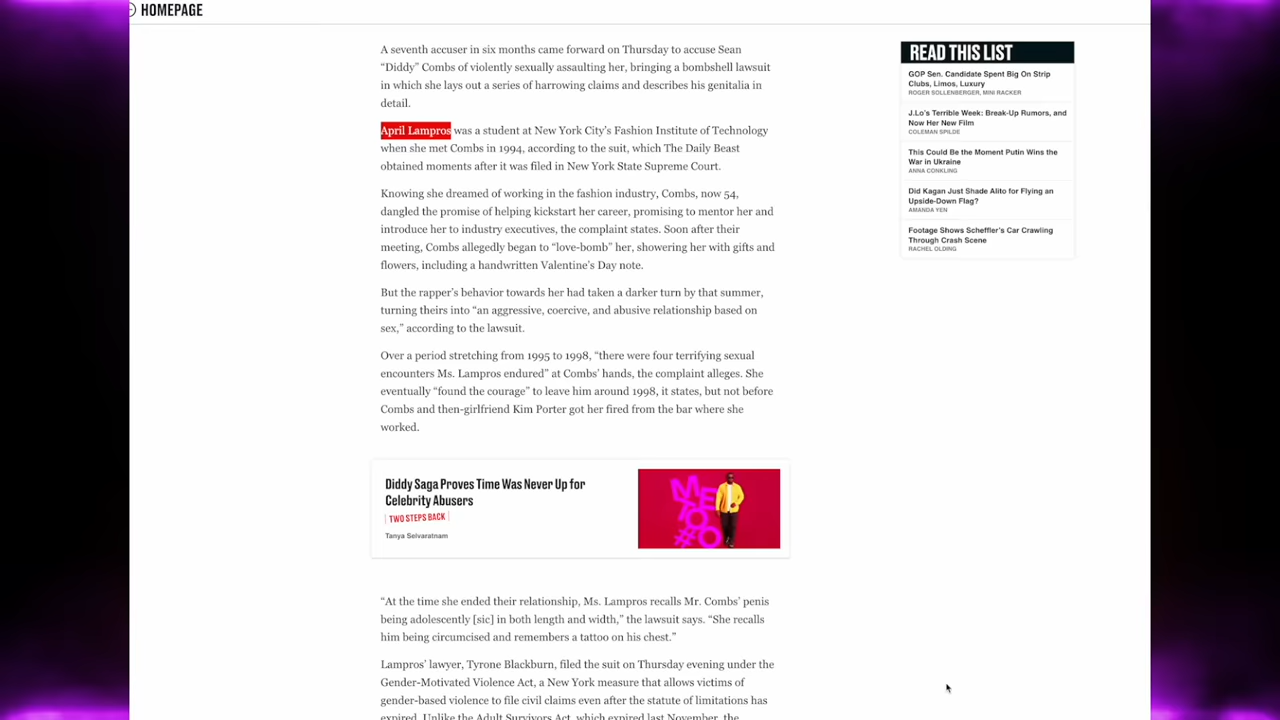 HOMEPAGE
A seventh accuser in six months came forward on Thursday to accuse Sean
“Diddy” Combs of violently sexually assaulting her, bringing a bombshell lawsuit
in which she lays out a series of harrowing claims and describes his genitalia in
detail.
April Lampros was a student at New York City’s Fashion Institute of Technology
when she met Combs in 1994, according to the suit, which The Daily Beast
obtained moments after it was filed in New York State Supreme Court.
Knowing she dreamed of working in the fashion industry, Combs, now 54,
dangled the promise of helping kickstart her career, promising to mentor her and
introduce her to industry executives, the complaint states. Soon after their
meeting, Combs allegedly began to “love-bomb” her, showering her with gifts and
flowers, including a handwritten Valentine’s Day note.
But the rapper’s behavior towards her had taken a darker turn by that summer,
turning theirs into “an aggressive, coercive, and abusive relationship based on
sex,” according to the lawsuit.
Over a period stretching from 1995 to 1998, “there were four terrifying sexual
encounters Ms. Lampros endured” at Combs’ hands, the complaint alleges. She
eventually “found the courage” to leave him around 1998, it states, but not before
Combs and then-girlfriend Kim Porter got her fired from the bar where she
worked.
Diddy Saga Proves Time Was Never Up for
Celebrity Abusers
TWO STEPS BACK
Tanya Selvaratnam
ME
TO
#O
“At the time she ended their relationship, Ms. Lampros recalls Mr. Combs’ penis
being adolescently [sic] in both length and width,” the lawsuit says. “She recalls
him being circumcised and remembers a tattoo on his chest.”
Lampros’ lawyer, Tyrone Blackburn, filed the suit on Thursday evening under the
Gender-Motivated Violence Act, a New York measure that allows victims of
gender-based violence to file civil claims even after the statute of limitations has
expired. Unlike the Adult Survivors Act, which expired last November, the
READ THIS LIST
GOP Sen. Candidate Spent Big On Strip
Clubs, Limos, Luxury
ROGER SOLLENBERGER, MINI RACKER
J.Lo’s Terrible Week: Break-Up Rumors, and
Now Her New Film
COLEMAN SPILDE
This Could Be the Moment Putin Wins the
War in Ukraine
ANNA CONKLING
Did Kagan Just Shade Alito for Flying an
Upside-Down Flag?
AMANDA YEN
Footage Shows Scheffler’s Car Crawling
Through Crash Scene
RACHEL OLDING